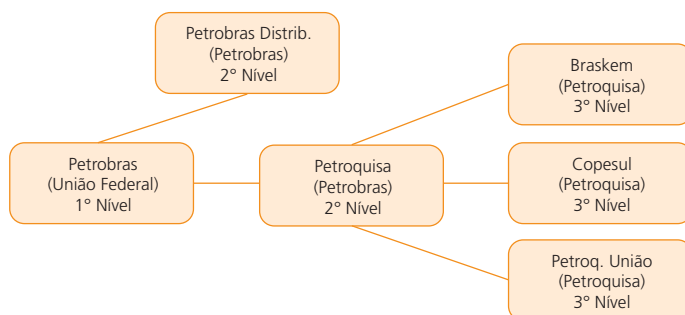 Petrobras Distrib.
(Petrobras)
2° Nível
Braskem
(Petroquisa)
3° Nível
Petrobras
(União Federal)
1° Nível
Petroquisa
(Petrobras)
2° Nível
Copesul
(Petroquisa)
3° Nível
Petroq. União
(Petroquisa)
3° Nível